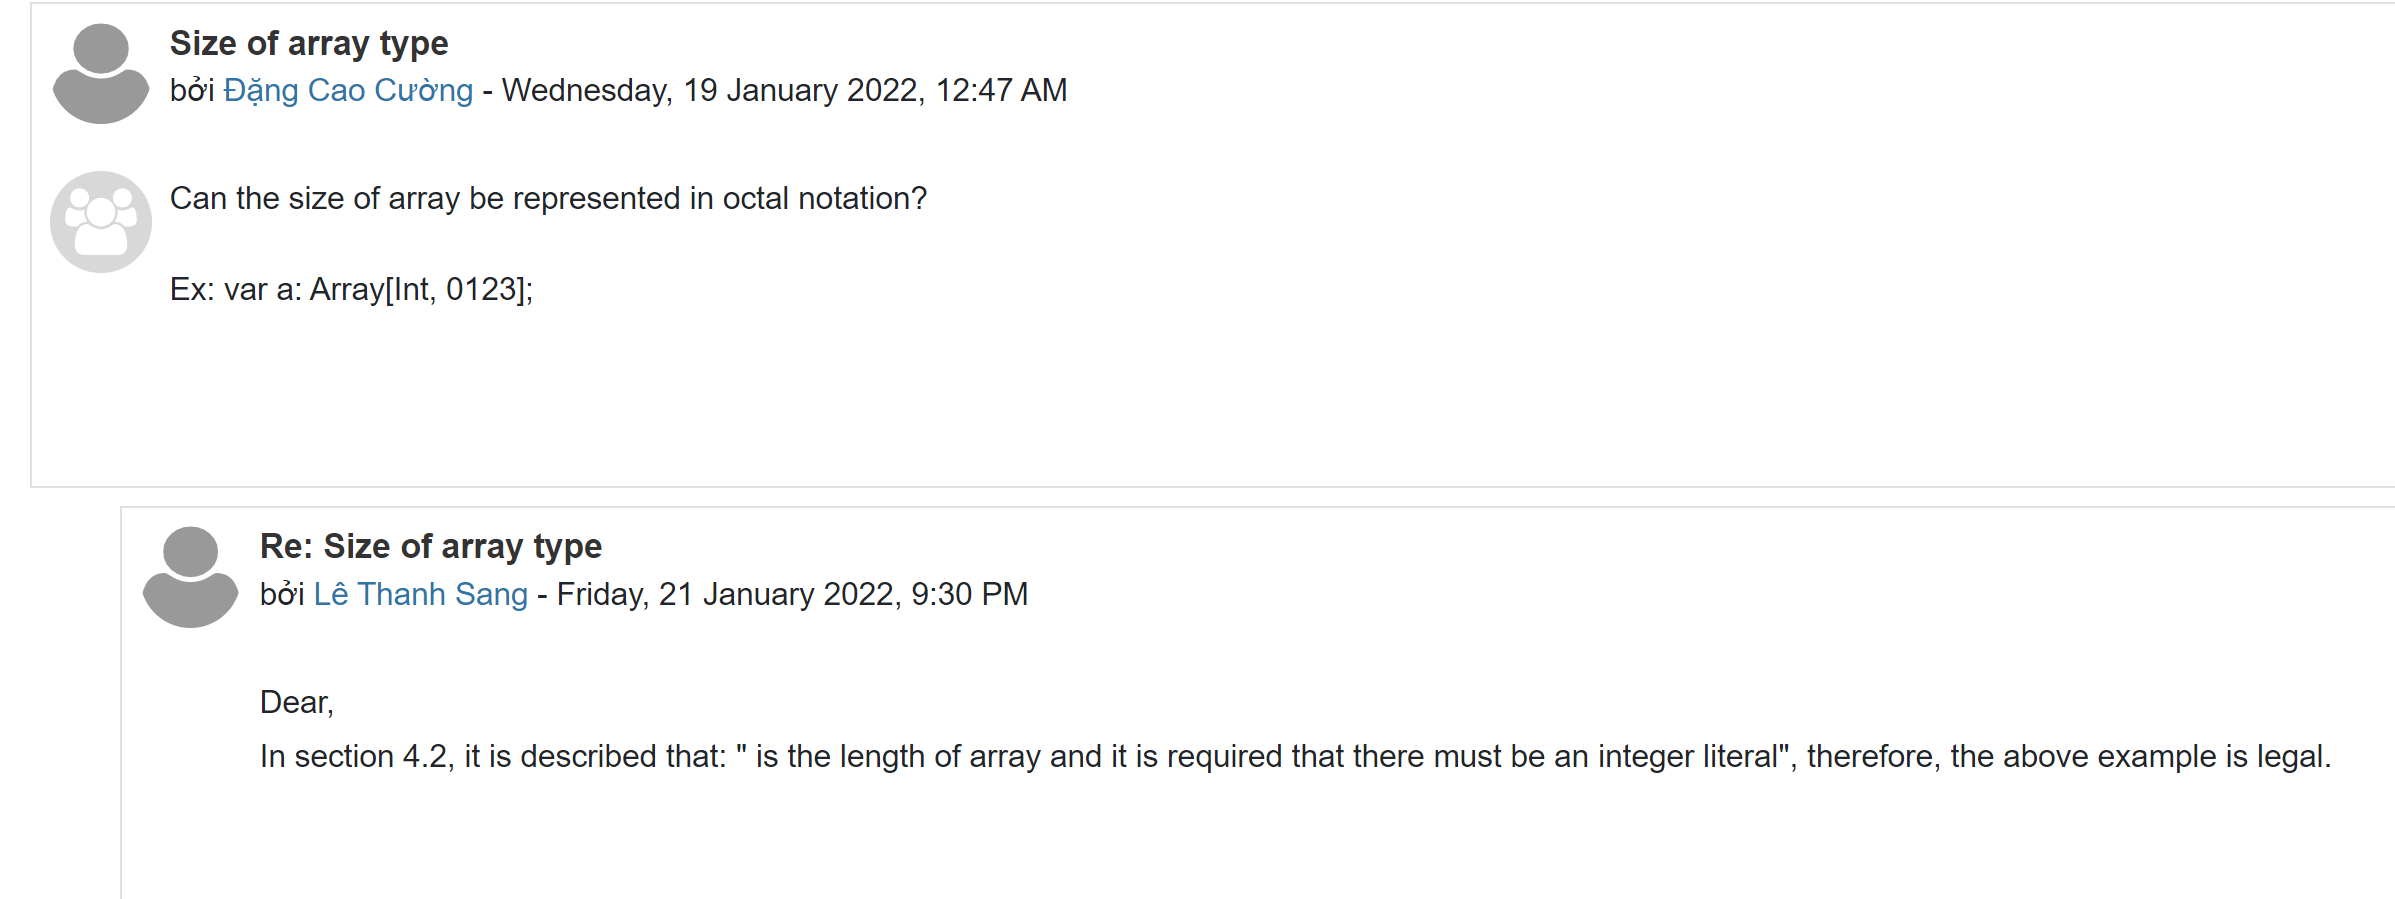 Size of array type
bởi Đặng Cao Cường - Wednesday, 19 January 2022, 12:47 AM
Can the size of array be represented in octal notation?
Ex: var a: Array[Int, 0123];
Re: Size of array type
bởi Lê Thanh Sang - Friday, 21 January 2022, 9:30 PM
Dear,
In section 4.2, it is described that: " is the length of array and it is required that there must be an integer literal", therefore, the above example is legal.